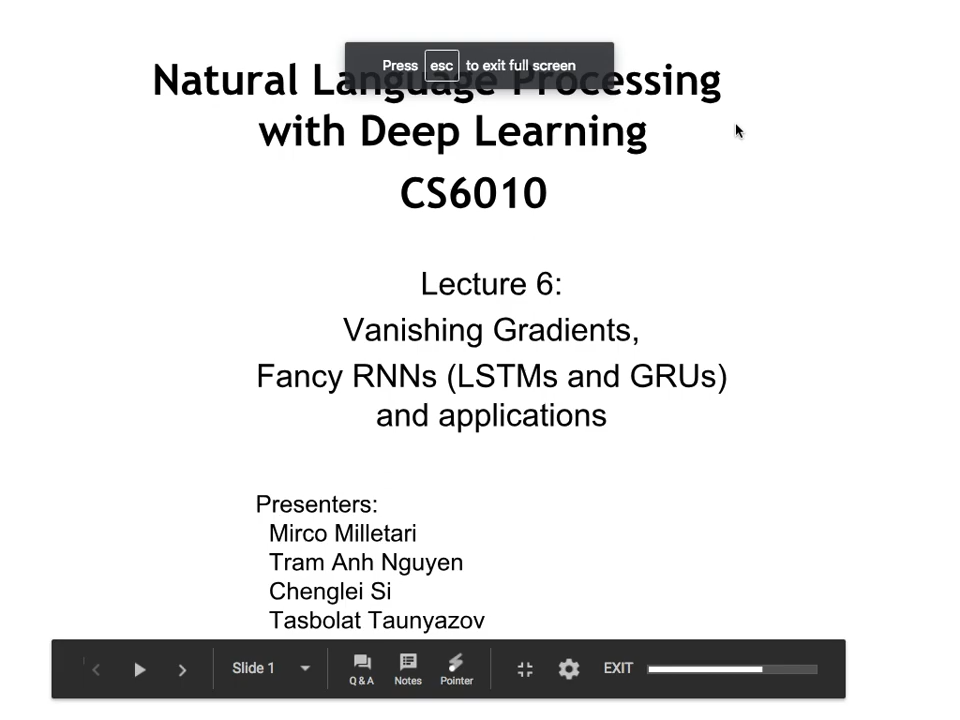 Press esc to exit full screen
Natural Language Processing
with Deep Learning
CS6010
Lecture 6:
Vanishing Gradients,
Fancy RNNs (LSTMs and GRUs)
and applications
Presenters:
Mirco Milletari
Tram Anh Nguyen
Chenglei Si
Tasbolat Taunyazov
Slide 1
Q & A
Notes
Pointer
EXIT